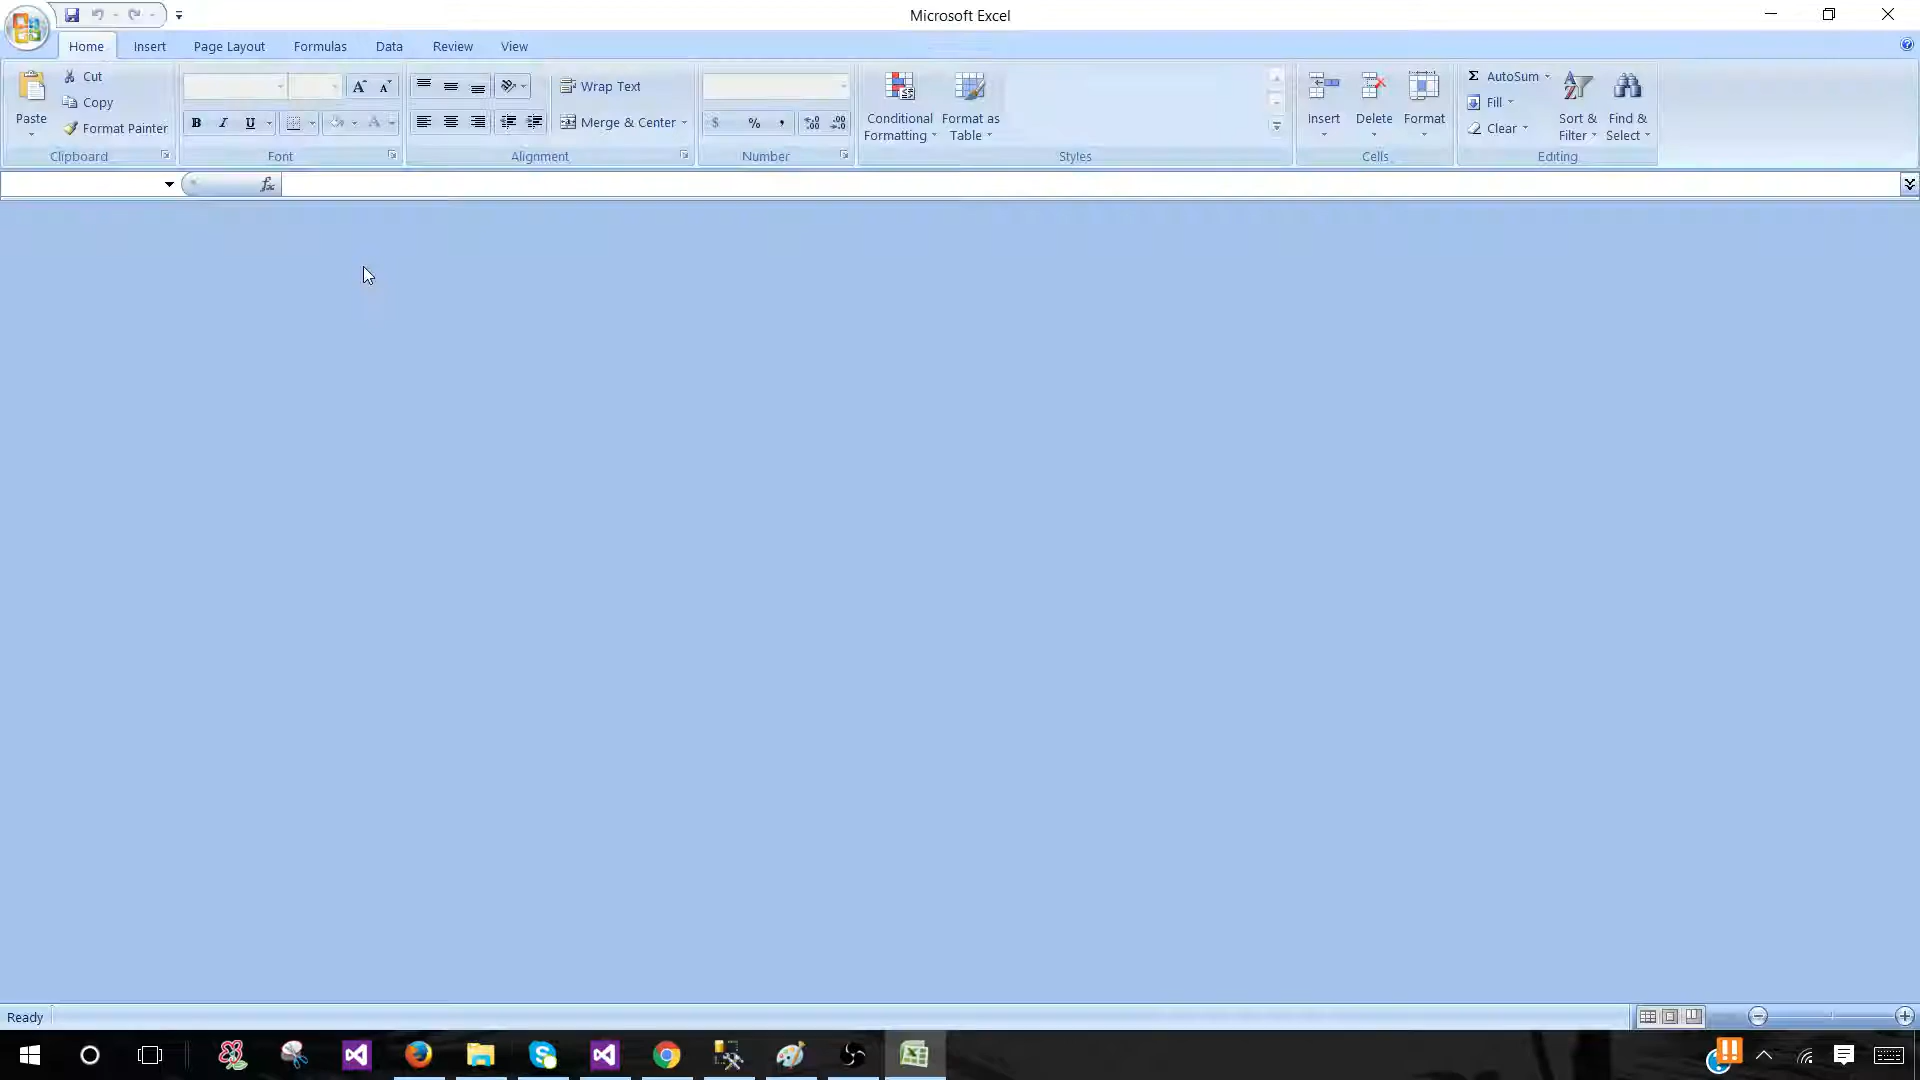 Microsoft Excel
Home Insert Page Layout Formulas Data Review View
Paste
Cut
Copy
Format Painter
Clipboard
B I U
Font
Wrap Text
Merge & Center
Alignment
$ % ,
Number
Conditional Formatting
Format as Table
Styles
Insert Delete Format
Cells
Σ AutoSum
Fill
Clear
Sort & Filter
Find & Select
Editing
fx
Ready